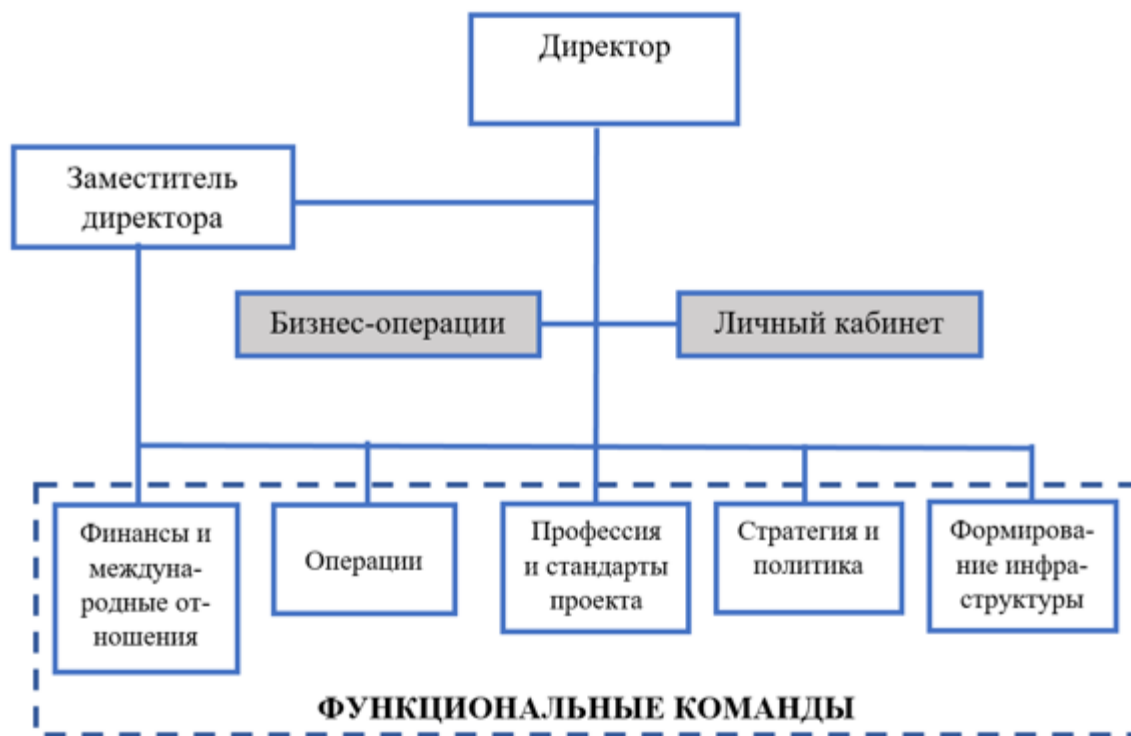 Директор
Заместитель
директора
Бизнес-операции
Личный кабинет
Финансы и
междуна-
родные от-
ношения
Операции
Профессия
и стандарты
проекта
Стратегия и
политика
Формирова-
ние инфра-
структуры
ФУНКЦИОНАЛЬНЫЕ КОМАНДЫ